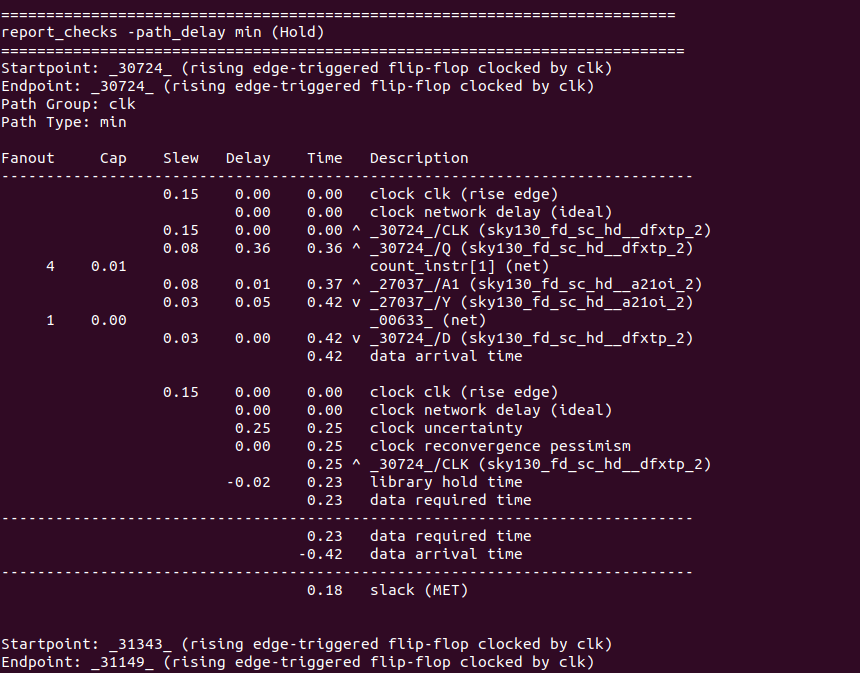 ===========================================================================
report_checks -path_delay min (Hold)
============================================================================
Startpoint: _30724_ (rising edge-triggered flip-flop clocked by clk)
Endpoint: _30724_ (rising edge-triggered flip-flop clocked by clk)
Path Group: clk
Path Type: min

Fanout     Cap    Slew   Delay    Time   Description
-----------------------------------------------------------------------------
                  0.15    0.00    0.00   clock clk (rise edge)
                          0.00    0.00   clock network delay (ideal)
                  0.15    0.00    0.00 ^ _30724_/CLK (sky130_fd_sc_hd__dfxtp_2)
                  0.08    0.36    0.36 ^ _30724_/Q (sky130_fd_sc_hd__dfxtp_2)
     4    0.01                           count_instr[1] (net)
                  0.08    0.01    0.37 ^ _27037_/A1 (sky130_fd_sc_hd__a21oi_2)
                  0.03    0.05    0.42 v _27037_/Y (sky130_fd_sc_hd__a21oi_2)
     1    0.00                           _00633_ (net)
                  0.03    0.00    0.42 v _30724_/D (sky130_fd_sc_hd__dfxtp_2)
                                  0.42   data arrival time

                  0.15    0.00    0.00   clock clk (rise edge)
                          0.00    0.00   clock network delay (ideal)
                          0.25    0.25   clock uncertainty
                          0.00    0.25   clock reconvergence pessimism
                                  0.25 ^ _30724_/CLK (sky130_fd_sc_hd__dfxtp_2)
                         -0.02    0.23   library hold time
                                  0.23   data required time
-----------------------------------------------------------------------------
                                  0.23   data required time
                                 -0.42   data arrival time
-----------------------------------------------------------------------------
                                  0.18   slack (MET)


Startpoint: _31343_ (rising edge-triggered flip-flop clocked by clk)
Endpoint: _31149_ (rising edge-triggered flip-flop clocked by clk)